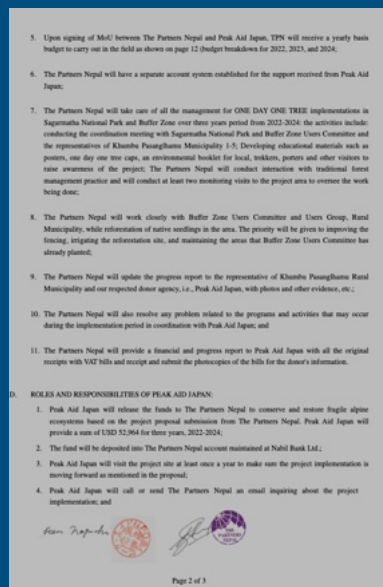 5. Upon signing of MoU between The Partners Nepal and Peak Aid Japan, TPN will receive a yearly basis
budget to carry out in the field as shown on page 12 (budget breakdown for 2022, 2023, and 2024;
6. The Partners Nepal will have a separate account system established for the support received from Peak Aid
Japan;
7. The Partners Nepal will take care of all the management for ONE DAY ONE TREE implementations in
Sagarmatha National Park and Buffer Zone over three years period from 2022-2024: the activities include:
conducting the coordination meeting with Sagarmatha National Park and Buffer Zone Users Committee and
the representatives of Khumbu Pasanglhamu Municipality 1-5; Developing educational materials such as
posters, one day one tree caps, an environmental booklet for local, trekkers, porters and other visitors to
raise awareness of the project; The Partners Nepal will conduct interaction with traditional forest
management practice and will conduct at least two monitoring visits to the project area to oversee the work
being done;
8. The Partners Nepal will work closely with Buffer Zone Users Committee and Users Group, Rural
Municipality, while reforestation of native seedlings in the area. The priority will be given to improving the
fencing, irrigating the reforestation site, and maintaining the areas that Buffer Zone Users Committee has
already planted;
9. The Partners Nepal will update the progress report to the representative of Khumbu Pasanglhamu Rural
Municipality and our respected donor agency, i.e., Peak Aid Japan, with photos and other evidence, etc.;
10. The Partners Nepal will also resolve any problem related to the programs and activities that may occur
during the implementation period in coordination with Peak Aid Japan; and
11. The Partners Nepal will provide a financial and progress report to Peak Aid Japan with all the original
receipts with VAT bills and receipt and submit the photocopies of the bills for the donor's information.
D. ROLES AND RESPONSIBILITIES OF PEAK AID JAPAN:
1. Peak Aid Japan will release the funds to The Partners Nepal to conserve and restore fragile alpine
ecosystems based on the project proposal submission from The Partners Nepal. Peak Aid Japan will
provide a sum of USD 52,964 for three years, 2022-2024;
2. The fund will be deposited into The Partners Nepal account maintained at Nabil Bank Ltd.;
3. Peak Aid Japan will visit the project site at least once a year to make sure the project implementation is
moving forward as mentioned in the proposal;
4. Peak Aid Japan will call or send The Partners Nepal an email inquiring about the project
implementation; and
Ken Noguchi
THE PARTNERS NEPAL
Page 2 of 3